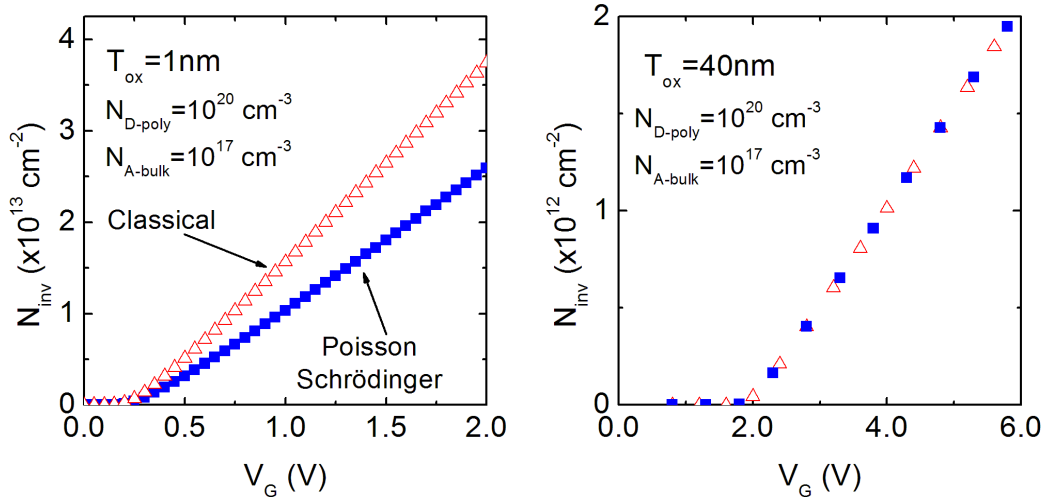 4
3
2
1
0
N_inv (x10^13 cm^-2)
T_ox=1nm
N_D-poly=10^20 cm^-3
N_A-bulk=10^17 cm^-3
Classical
Poisson
Schrödinger
0.0 0.5 1.0 1.5 2.0
V_G (V)
2
1
0
N_inv (x10^12 cm^-2)
T_ox=40nm
N_D-poly=10^20 cm^-3
N_A-bulk=10^17 cm^-3
0.0 2.0 4.0 6.0
V_G (V)